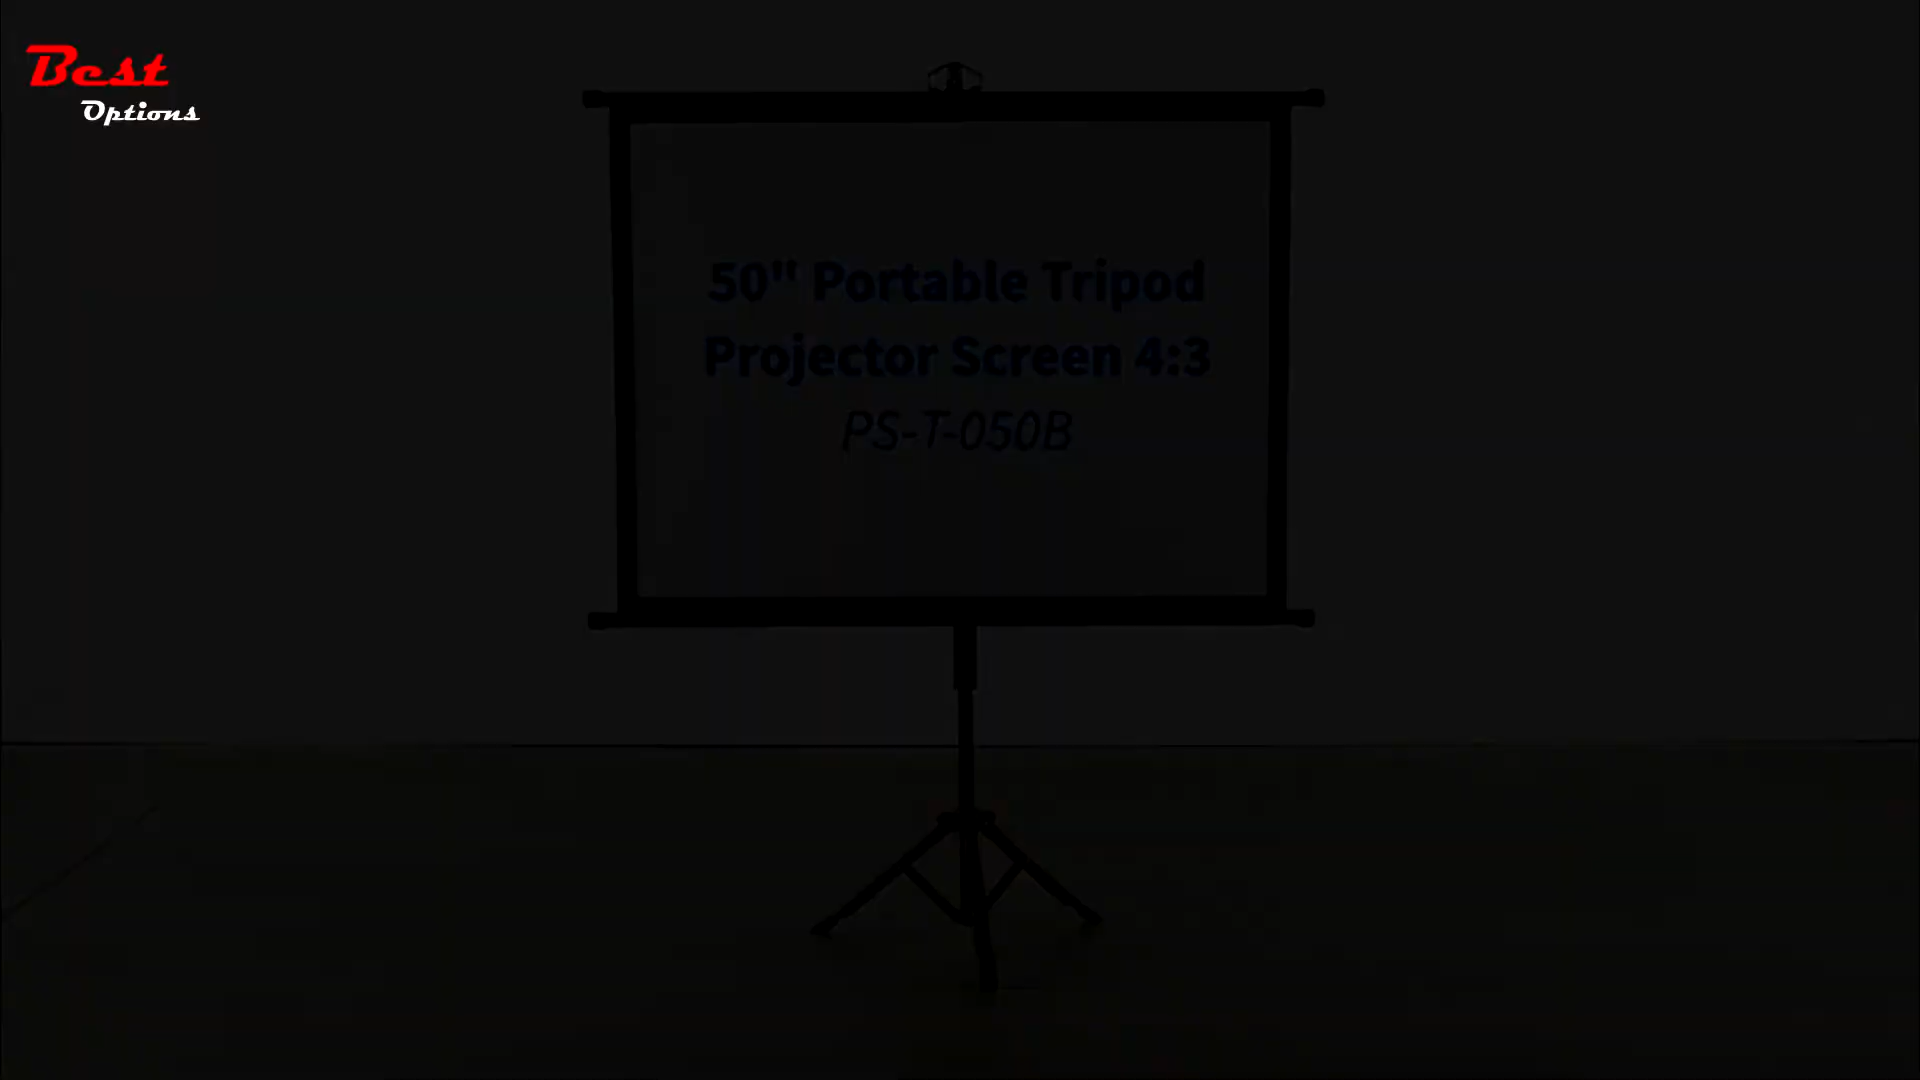 Best
Options
50" Portable Tripod
Projector Screen 4:3
PS-T-050B